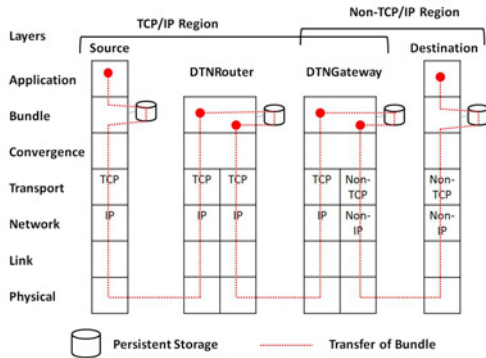 Layers
TCP/IP Region
Non-TCP/IP Region
Source
DTNRouter
DTNGateway
Destination
Application
Bundle
Convergence
Transport
TCP
TCP
TCP
TCP
Non-
TCP
Non-
TCP
Network
IP
IP
IP
IP
Non-
IP
Non-
IP
Link
Physical
Persistent Storage
Transfer of Bundle